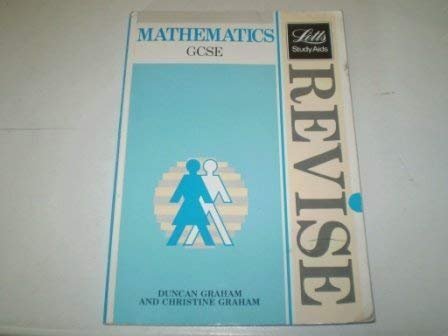 MATHEMATICS
GCSE
Letts
Study Aids
REVISE
DUNCAN GRAHAM
AND CHRISTINE GRAHAM